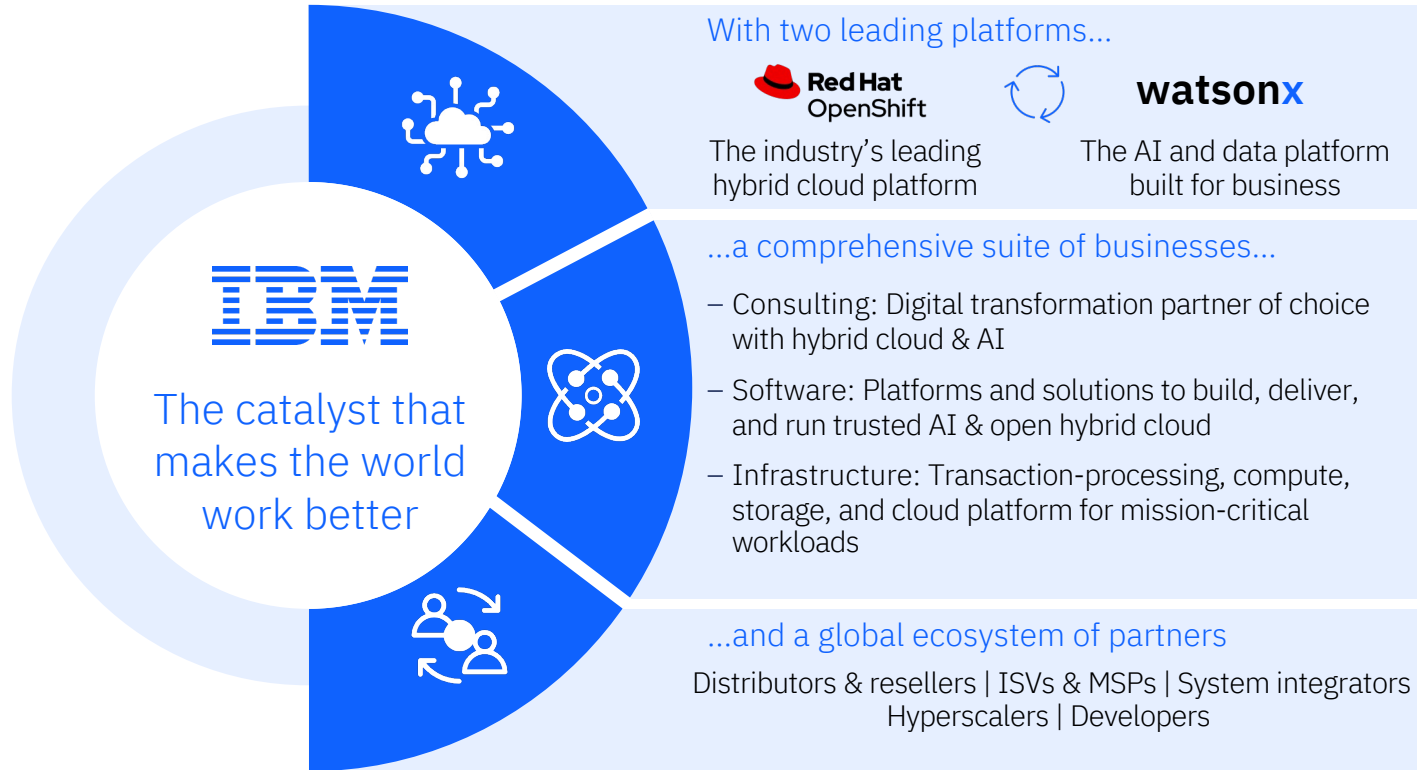 IBM
The catalyst that
makes the world
work better
With two leading platforms…
Red Hat
OpenShift
The industry’s leading
hybrid cloud platform
watsonx
The AI and data platform
built for business
…a comprehensive suite of businesses…
– Consulting: Digital transformation partner of choice
with hybrid cloud & AI
– Software: Platforms and solutions to build, deliver,
and run trusted AI & open hybrid cloud
– Infrastructure: Transaction-processing, compute,
storage, and cloud platform for mission-critical
workloads
…and a global ecosystem of partners
Distributors & resellers | ISVs & MSPs | System integrators
Hyperscalers | Developers